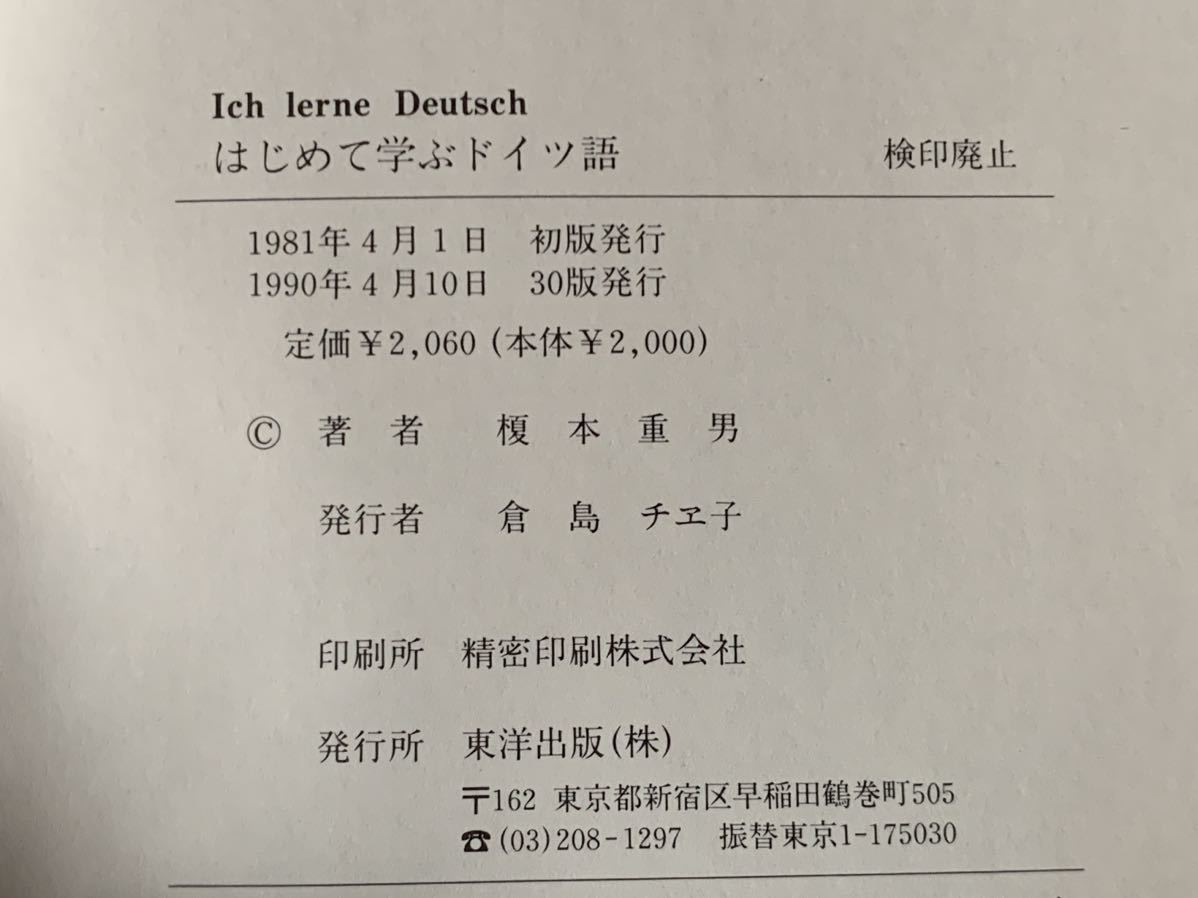 Ich lerne Deutsch
はじめて学ぶドイツ語 検印廃止
1981年4月1日 初版発行
1990年4月10日 30版発行
定価¥2,060 (本体¥2,000)
© 著者 榎本重男
発行者 倉島チヱ子
印刷所 精密印刷株式会社
発行所 東洋出版(株)
〒162 東京都新宿区早稲田鶴巻町505
☎(03)208-1297 振替東京1-175030